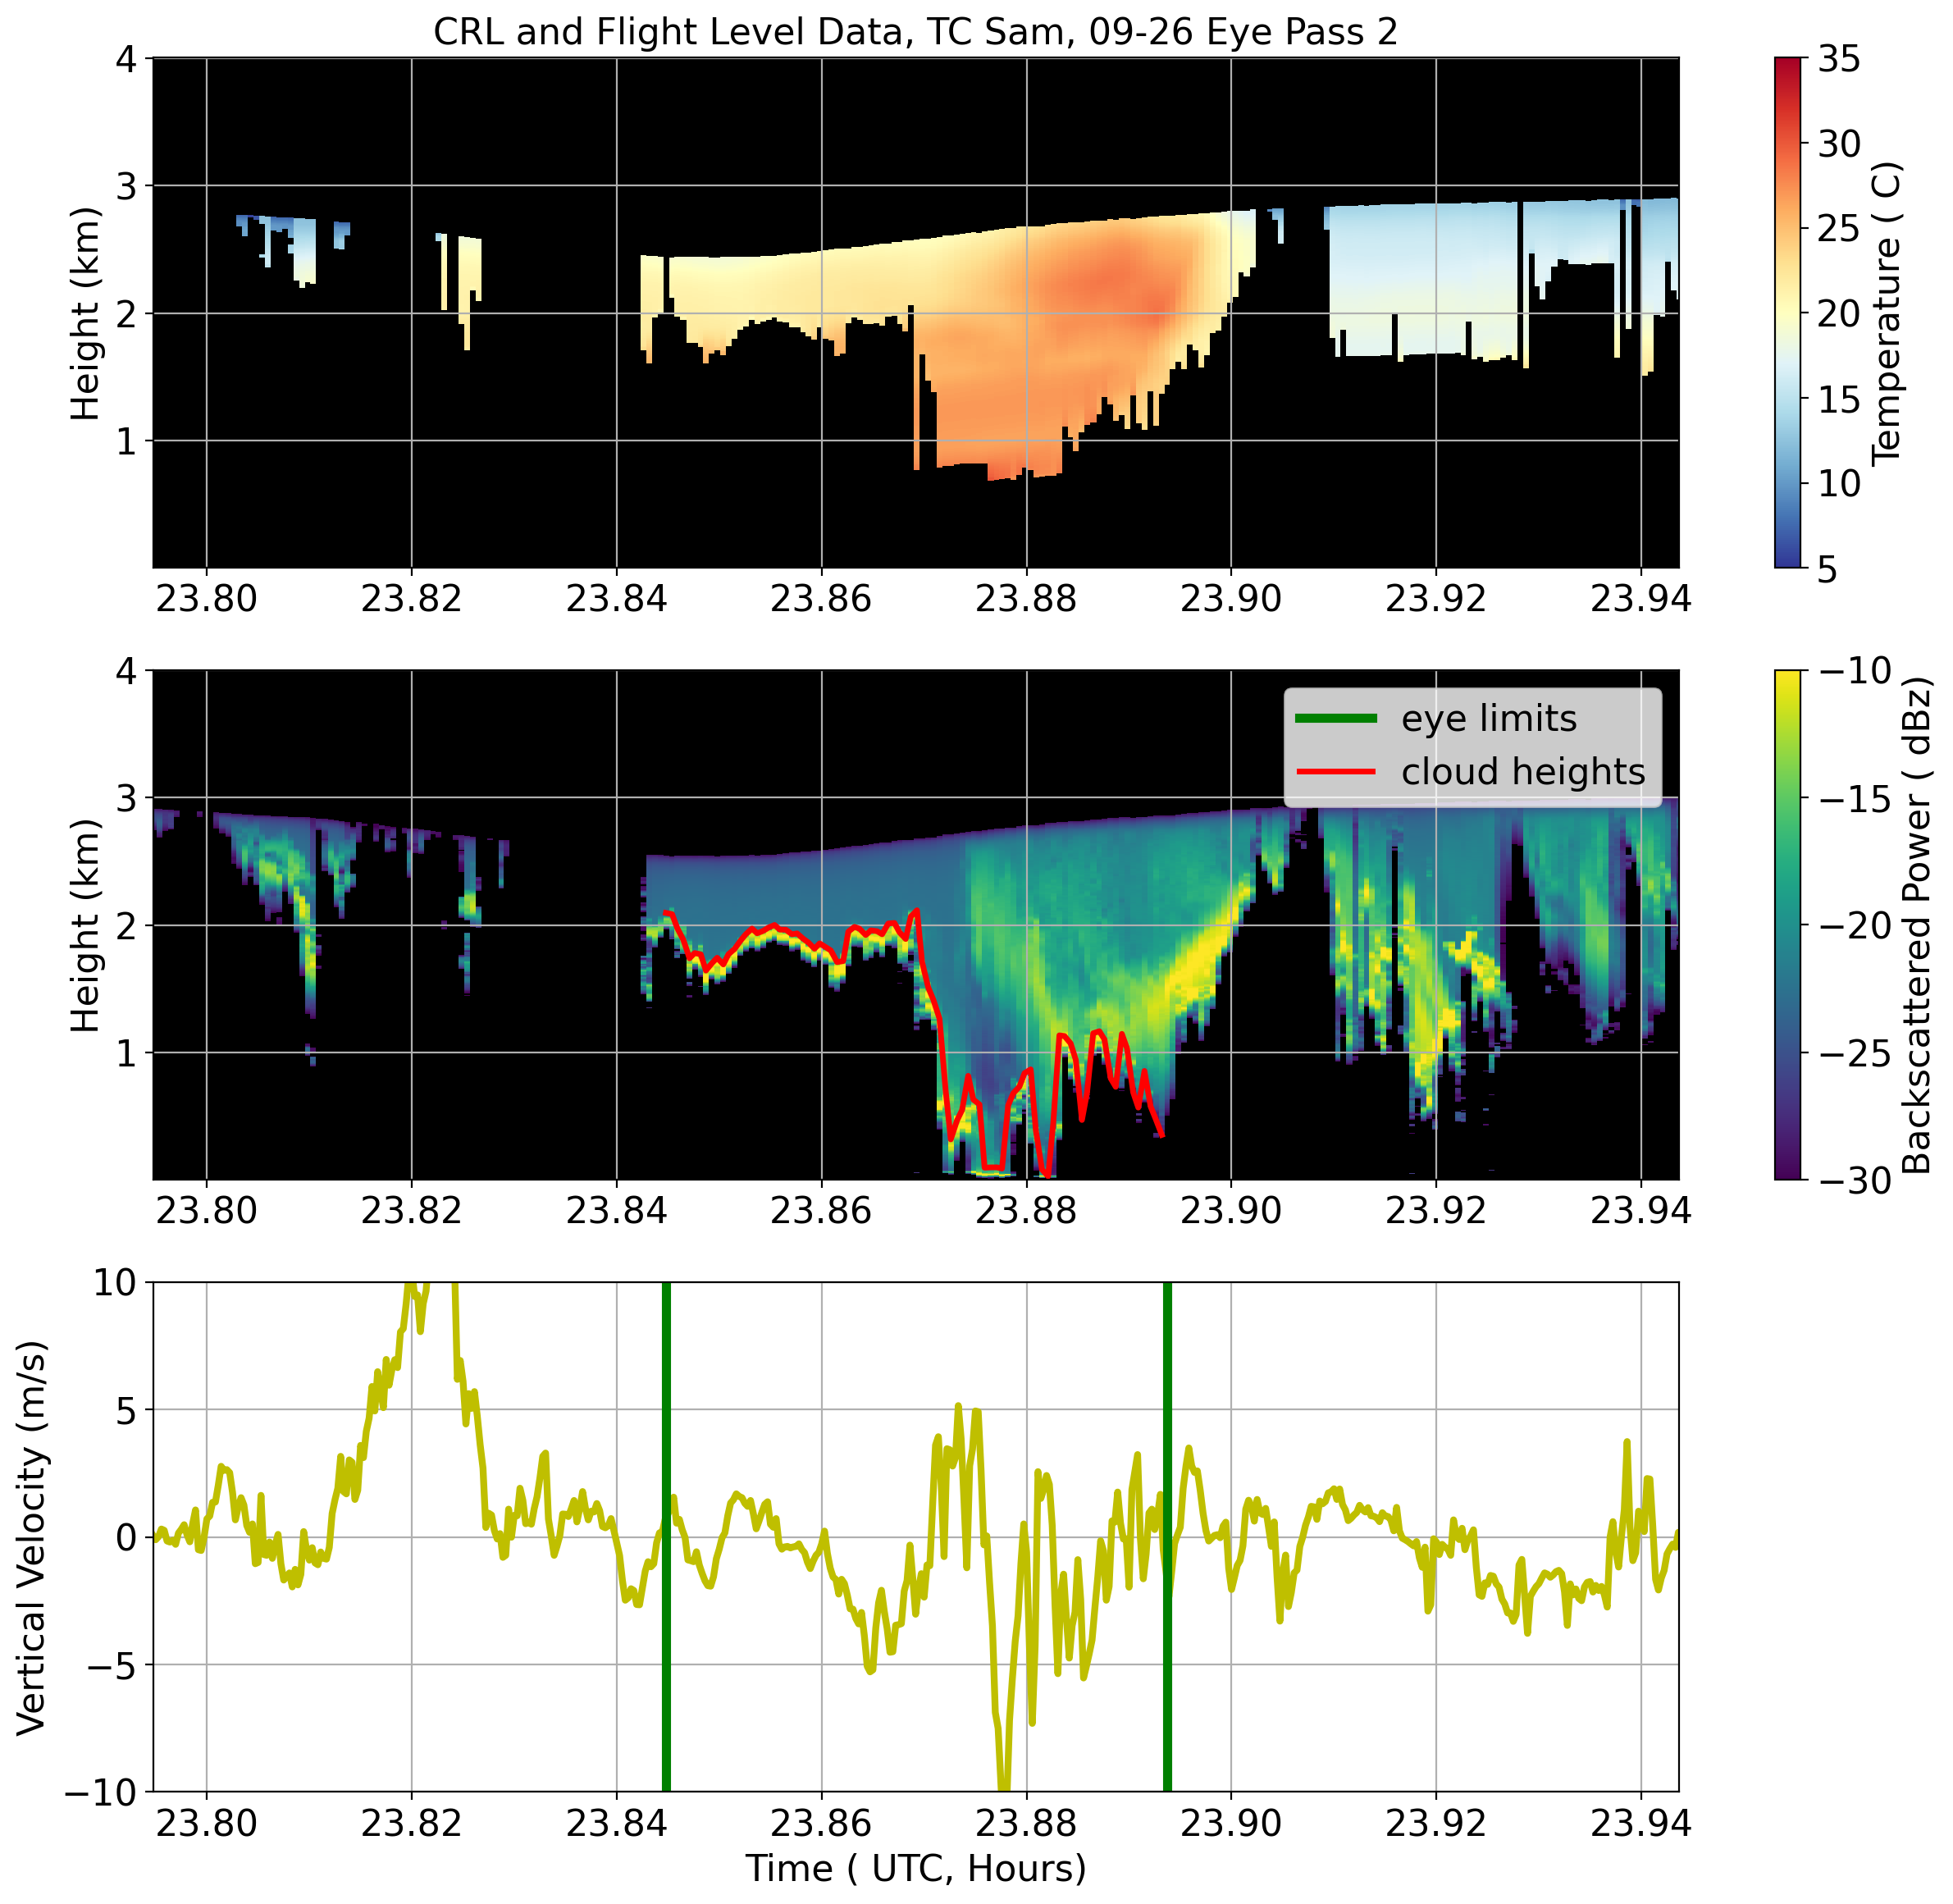 CRL and Flight Level Data, TC Sam, 09-26 Eye Pass 2
4
3
2
1
Height (km)
23.80 23.82 23.84 23.86 23.88 23.90 23.92 23.94
35
30
25
20
15
10
5
Temperature ( C)
4
3
2
1
Height (km)
eye limits
cloud heights
23.80 23.82 23.84 23.86 23.88 23.90 23.92 23.94
−10
−15
−20
−25
−30
Backscattered Power ( dBz)
10
5
0
−5
−10
Vertical Velocity (m/s)
23.80 23.82 23.84 23.86 23.88 23.90 23.92 23.94
Time ( UTC, Hours)